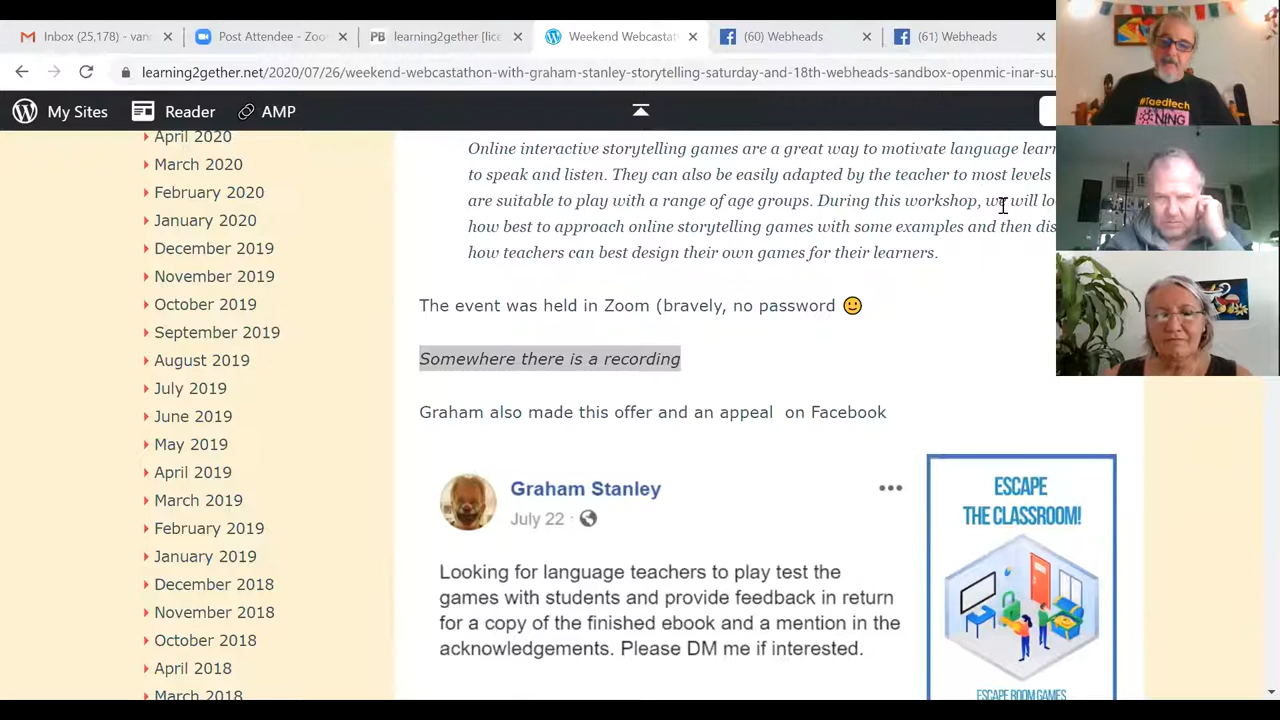 Inbox (25,178) - van
Post Attendee - Zoo
learning2gether [lice
Weekend Webcastat
(60) Webheads
(61) Webheads
learning2gether.net/2020/07/26/weekend-webcastathon-with-graham-stanley-storytelling-saturday-and-18th-webheads-sandbox-openmic-inar-su...
My Sites
Reader
AMP
April 2020
March 2020
February 2020
January 2020
December 2019
November 2019
October 2019
September 2019
August 2019
July 2019
June 2019
May 2019
April 2019
March 2019
February 2019
January 2019
December 2018
November 2018
October 2018
April 2018
March 2018
Online interactive storytelling games are a great way to motivate language learn
to speak and listen. They can also be easily adapted by the teacher to most levels
are suitable to play with a range of age groups. During this workshop, we will lo
how best to approach online storytelling games with some examples and then dis
how teachers can best design their own games for their learners.
The event was held in Zoom (bravely, no password 🙂
Somewhere there is a recording
Graham also made this offer and an appeal on Facebook
Graham Stanley
July 22 ·
Looking for language teachers to play test the
games with students and provide feedback in return
for a copy of the finished ebook and a mention in the
acknowledgements. Please DM me if interested.
ESCAPE
THE CLASSROOM!
ESCAPE ROOM GAMES
#Taedtech
NING